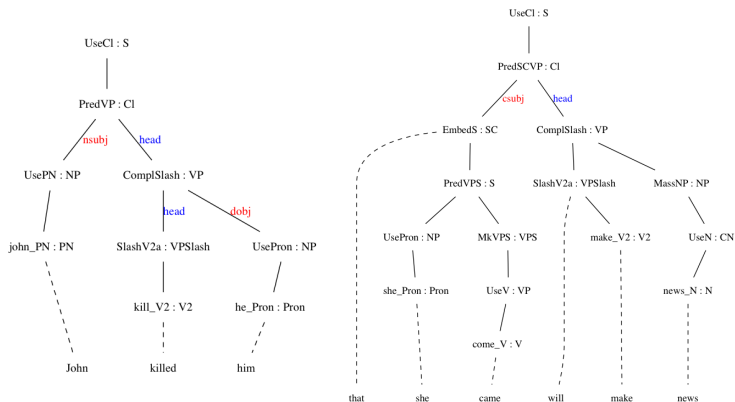 UseCl : S
PredVP : Cl
nsubj head
UsePN : NP ComplSlash : VP
head dobj
john_PN : PN SlashV2a : VPSlash UsePron : NP
kill_V2 : V2 he_Pron : Pron
John killed him
UseCl : S
PredSCVP : Cl
csubj head
EmbedS : SC ComplSlash : VP
PredVPS : S SlashV2a : VPSlash MassNP : NP
UsePron : NP MkVPS : VPS make_V2 : V2 UseN : CN
she_Pron : Pron UseV : VP news_N : N
come_V : V
that she came will make news